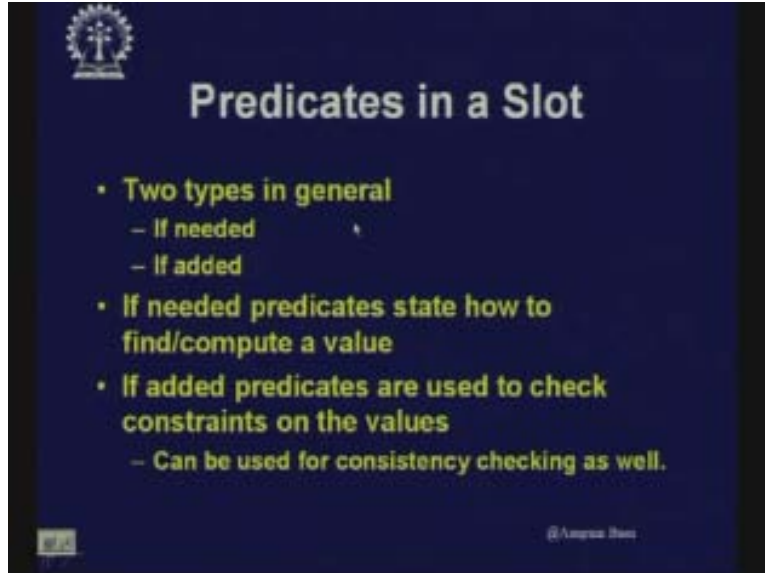 Predicates in a Slot
• Two types in general
– If needed
– If added
• If needed predicates state how to
find/compute a value
• If added predicates are used to check
constraints on the values
– Can be used for consistency checking as well.